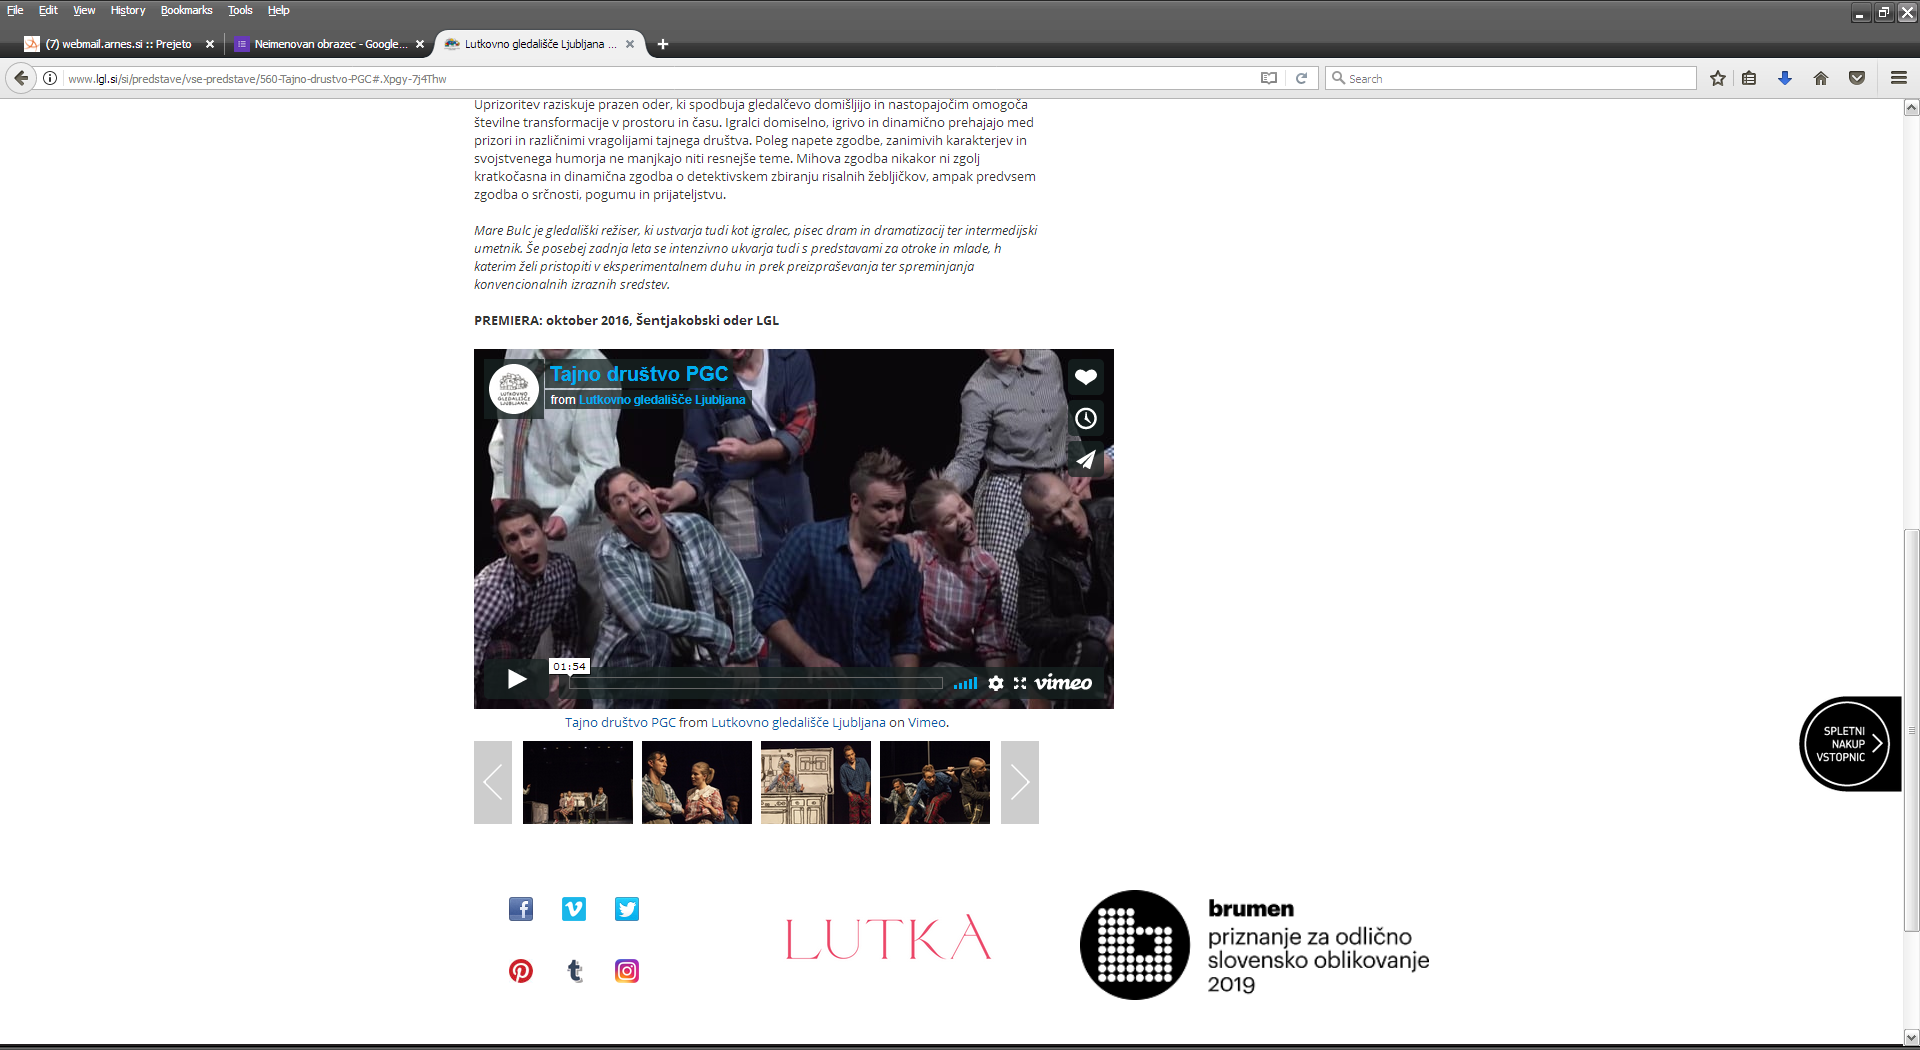 File Edit View History Bookmarks Tools Help
(7) webmail.arnes.si :: Prejeto
Neimenovan obrazec - Google...
Lutkovno gledališče Ljubljana ...
www.lgl.si/si/predstave/vse-predstave/560-Tajno-drustvo-PGC#.Xpgy-7j4Thw
Search
Uprizoritev raziskuje prazen oder, ki spodbuja gledalčevo domišljijo in nastopajočim omogoča
številne transformacije v prostoru in času. Igralci domiselno, igrivo in dinamično prehajajo med
prizori in različnimi vragolijami tajnega društva. Poleg napete zgodbe, zanimivih karakterjev in
svojstvenega humorja ne manjkajo niti resnejše teme. Mihova zgodba nikakor ni zgolj
kratkočasna in dinamična zgodba o detektivskem zbiranju risalnih žebljičkov, ampak predvsem
zgodba o srčnosti, pogumu in prijateljstvu.
Mare Bulc je gledališki režiser, ki ustvarja tudi kot igralec, pisec dram in dramatizacij ter intermedijski
umetnik. Še posebej zadnja leta se intenzivno ukvarja tudi s predstavami za otroke in mlade, h
katerim želi pristopiti v eksperimentalnem duhu in prek preizpraševanja ter spreminjanja
konvencionalnih izraznih sredstev.
PREMIERA: oktober 2016, Šentjakobski oder LGL
LUTKOVNO
GLEDALIŠČE
LJUBLJANA
Tajno društvo PGC
from Lutkovno gledališče Ljubljana
01:54
vimeo
Tajno društvo PGC from Lutkovno gledališče Ljubljana on Vimeo.
SPLETNI
NAKUP
VSTOPNIC
LUTKA
brumen
priznanje za odlično
slovensko oblikovanje
2019